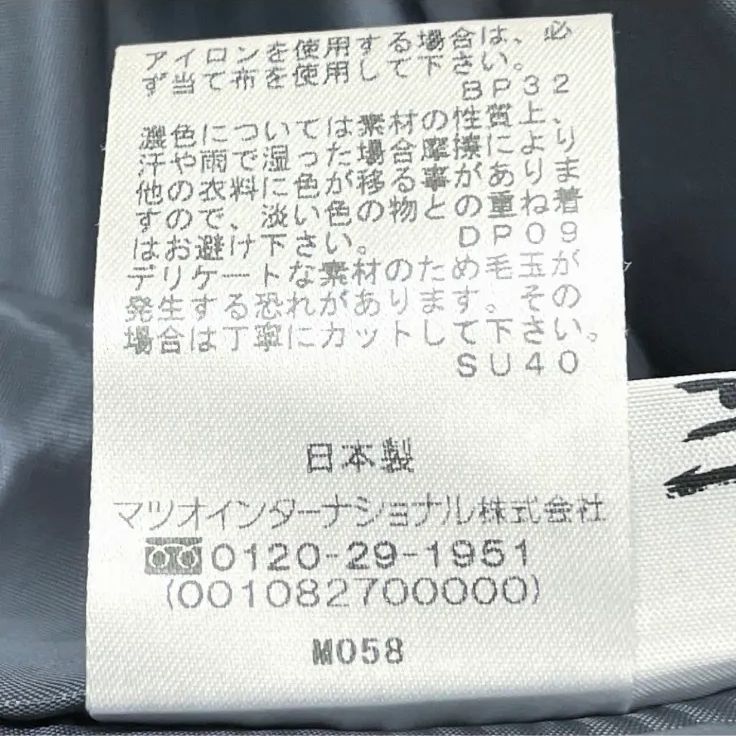 アイロンを使用する場合は、必
ず当て布を使用して下さい。
BP32
濃色については素材の性質上、
汗や雨で湿った場合摩擦により
他の衣料に色が移る事がありま
すので、淡い色の物との重ね着
はお避け下さい。 DP09
デリケートな素材のため毛玉が
発生する恐れがあります。その
場合は丁寧にカットして下さい。
SU40
日本製
マツオインターナショナル株式会社
0120-29-1951
(001082700000)
M058